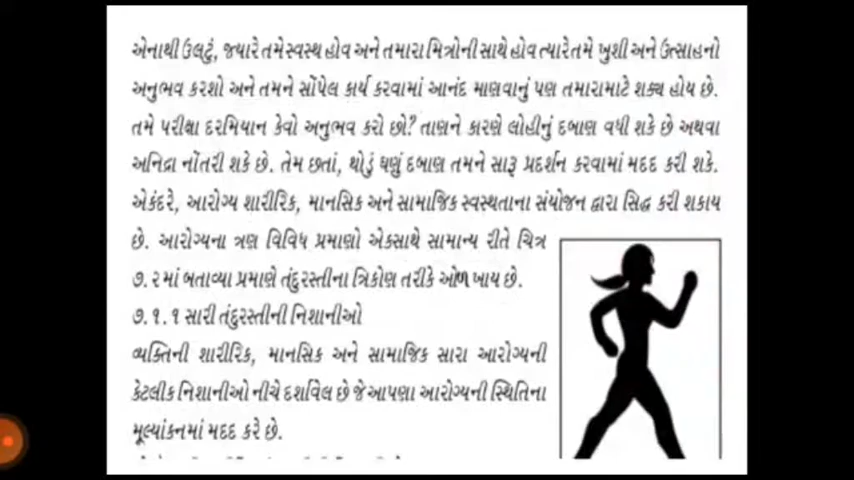 એનાથી ઉલટું, જ્યારે તમે સ્વસ્થ હોવ અને તમારા મિત્રોની સાથે હોવ ત્યારે તમે ખુશી અને ઉત્સાહનો
અનુભવ કરશો અને તમને સોંપેલ કાર્ય કરવામાં આનંદ માણવાનું પણ તમારામાટે શક્ય હોય છે.
તમે પરીક્ષા દરમિયાન કેવો અનુભવ કરો છો? તાણને કારણે લોહીનું દબાણ વધી શકે છે અથવા
અનિદ્રા નોંતરી શકે છે. તેમ છતાં, થોડું ઘણું દબાણ તમને સારૂ પ્રદર્શન કરવામાં મદદ કરી શકે.
એકંદરે, આરોગ્ય શારીરિક, માનસિક અને સામાજિક સ્વસ્થતાના સંયોજન દ્વારા સિદ્ધ કરી શકાય
છે. આરોગ્યના ત્રણ વિવિધ પ્રમાણો એકસાથે સામાન્ય રીતે ચિત્ર
૭. ૨ માં બતાવ્યા પ્રમાણે તંદુરસ્તીના ત્રિકોણ તરીકે ઓળખાય છે.
૭. ૧. ૧ સારી તંદુરસ્તીની નિશાનીઓ
વ્યક્તિની શારીરિક, માનસિક અને સામાજિક સારા આરોગ્યની
કેટલીક નિશાનીઓ નીચે દર્શાવેલ છે જે આપણા આરોગ્યની સ્થિતિના
મૂલ્યાંકનમાં મદદ કરે છે.